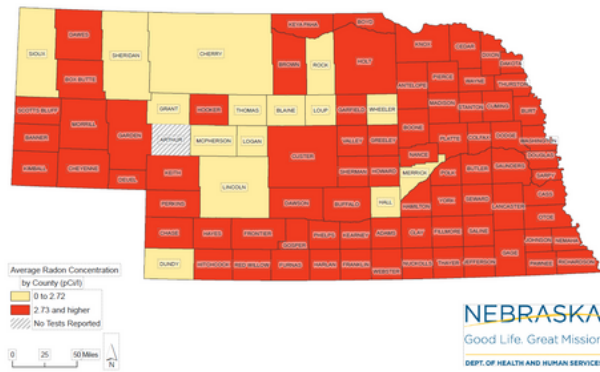 KEYA PAHA
BOYD
SIOUX
DAWES
SHERIDAN
CHERRY
BROWN
ROCK
HOLT
KNOX
CEDAR
DIXON
DAKOTA
BOX BUTTE
ANTELOPE
PIERCE
WAYNE
THURSTON
SCOTTS BLUFF
MORRILL
GARDEN
GRANT
HOOKER
THOMAS
BLAINE
LOUP
GARFIELD
WHEELER
MADISON
STANTON
CUMING
BURT
BANNER
ARTHUR
MCPHERSON
LOGAN
CUSTER
VALLEY
GREELEY
BOONE
PLATTE
COLFAX
DODGE
WASHINGTON
KIMBALL
CHEYENNE
DEUEL
KEITH
LINCOLN
SHERMAN
HOWARD
NANCE
MERRICK
POLK
BUTLER
SAUNDERS
DOUGLAS
SARPY
PERKINS
DAWSON
BUFFALO
HALL
HAMILTON
YORK
SEWARD
LANCASTER
CASS
OTOE
CHASE
HAYES
FRONTIER
GOSPER
PHELPS
KEARNEY
ADAMS
CLAY
FILLMORE
SALINE
GAGE
JOHNSON
NEMAHA
DUNDY
HITCHCOCK
RED WILLOW
FURNAS
HARLAN
FRANKLIN
WEBSTER
NUCKOLLS
THAYER
JEFFERSON
PAWNEE
RICHARDSON
Average Radon Concentration
by County (pCi/l)
0 to 2.72
2.73 and higher
No Tests Reported
0 25 50 Miles
N
NEBRASKA
Good Life. Great Mission
DEPT. OF HEALTH AND HUMAN SERVICES